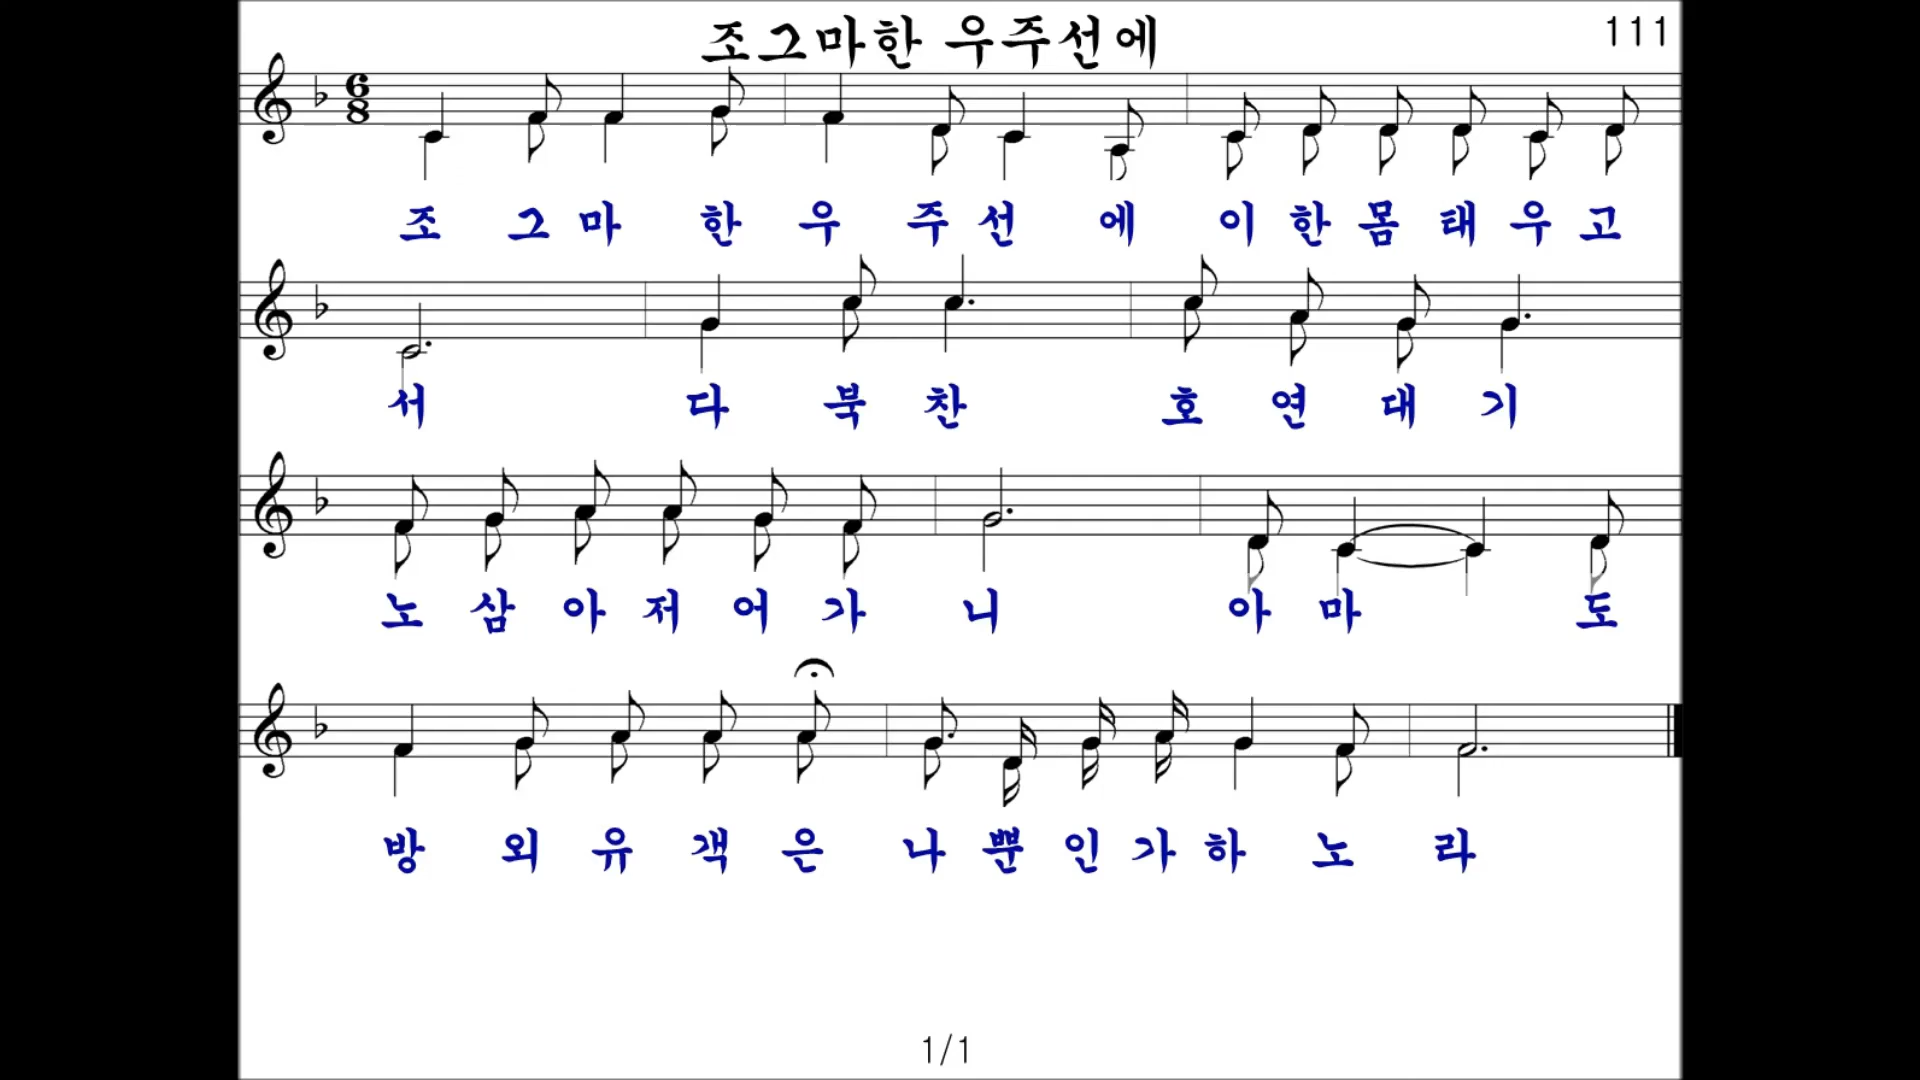 조그마한 우주선에
111
6
8
조 그 마 한 우 주 선 에 이 한 몸 태 우 고
서 다 북 찬 호 연 대 기
노 삼 아 저 어 가 니 아 마 도
방 외 유 객 은 나 뿐 인 가 하 노 라
1/1